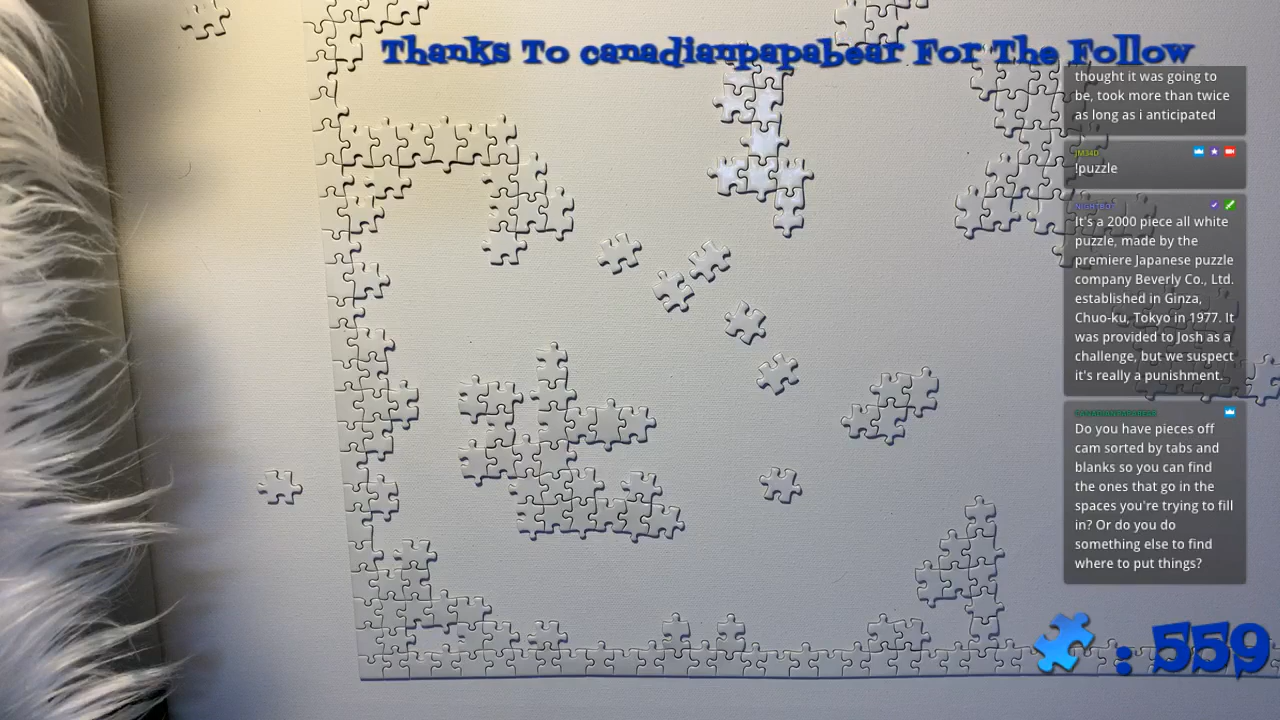 Thanks To canadianpapabear For The Follow
thought it was going to
be, took more than twice
as long as i anticipated
!puzzle
It's a 2000 piece all white
puzzle, made by the
premiere Japanese puzzle
company Beverly Co., Ltd.
established in Ginza,
Chuo-ku, Tokyo in 1977. It
was provided to Josh as a
challenge, but we suspect
it's really a punishment.
Do you have pieces off
cam sorted by tabs and
blanks so you can find
the ones that go in the
spaces you're trying to fill
in? Or do you do
something else to find
where to put things?
: 559